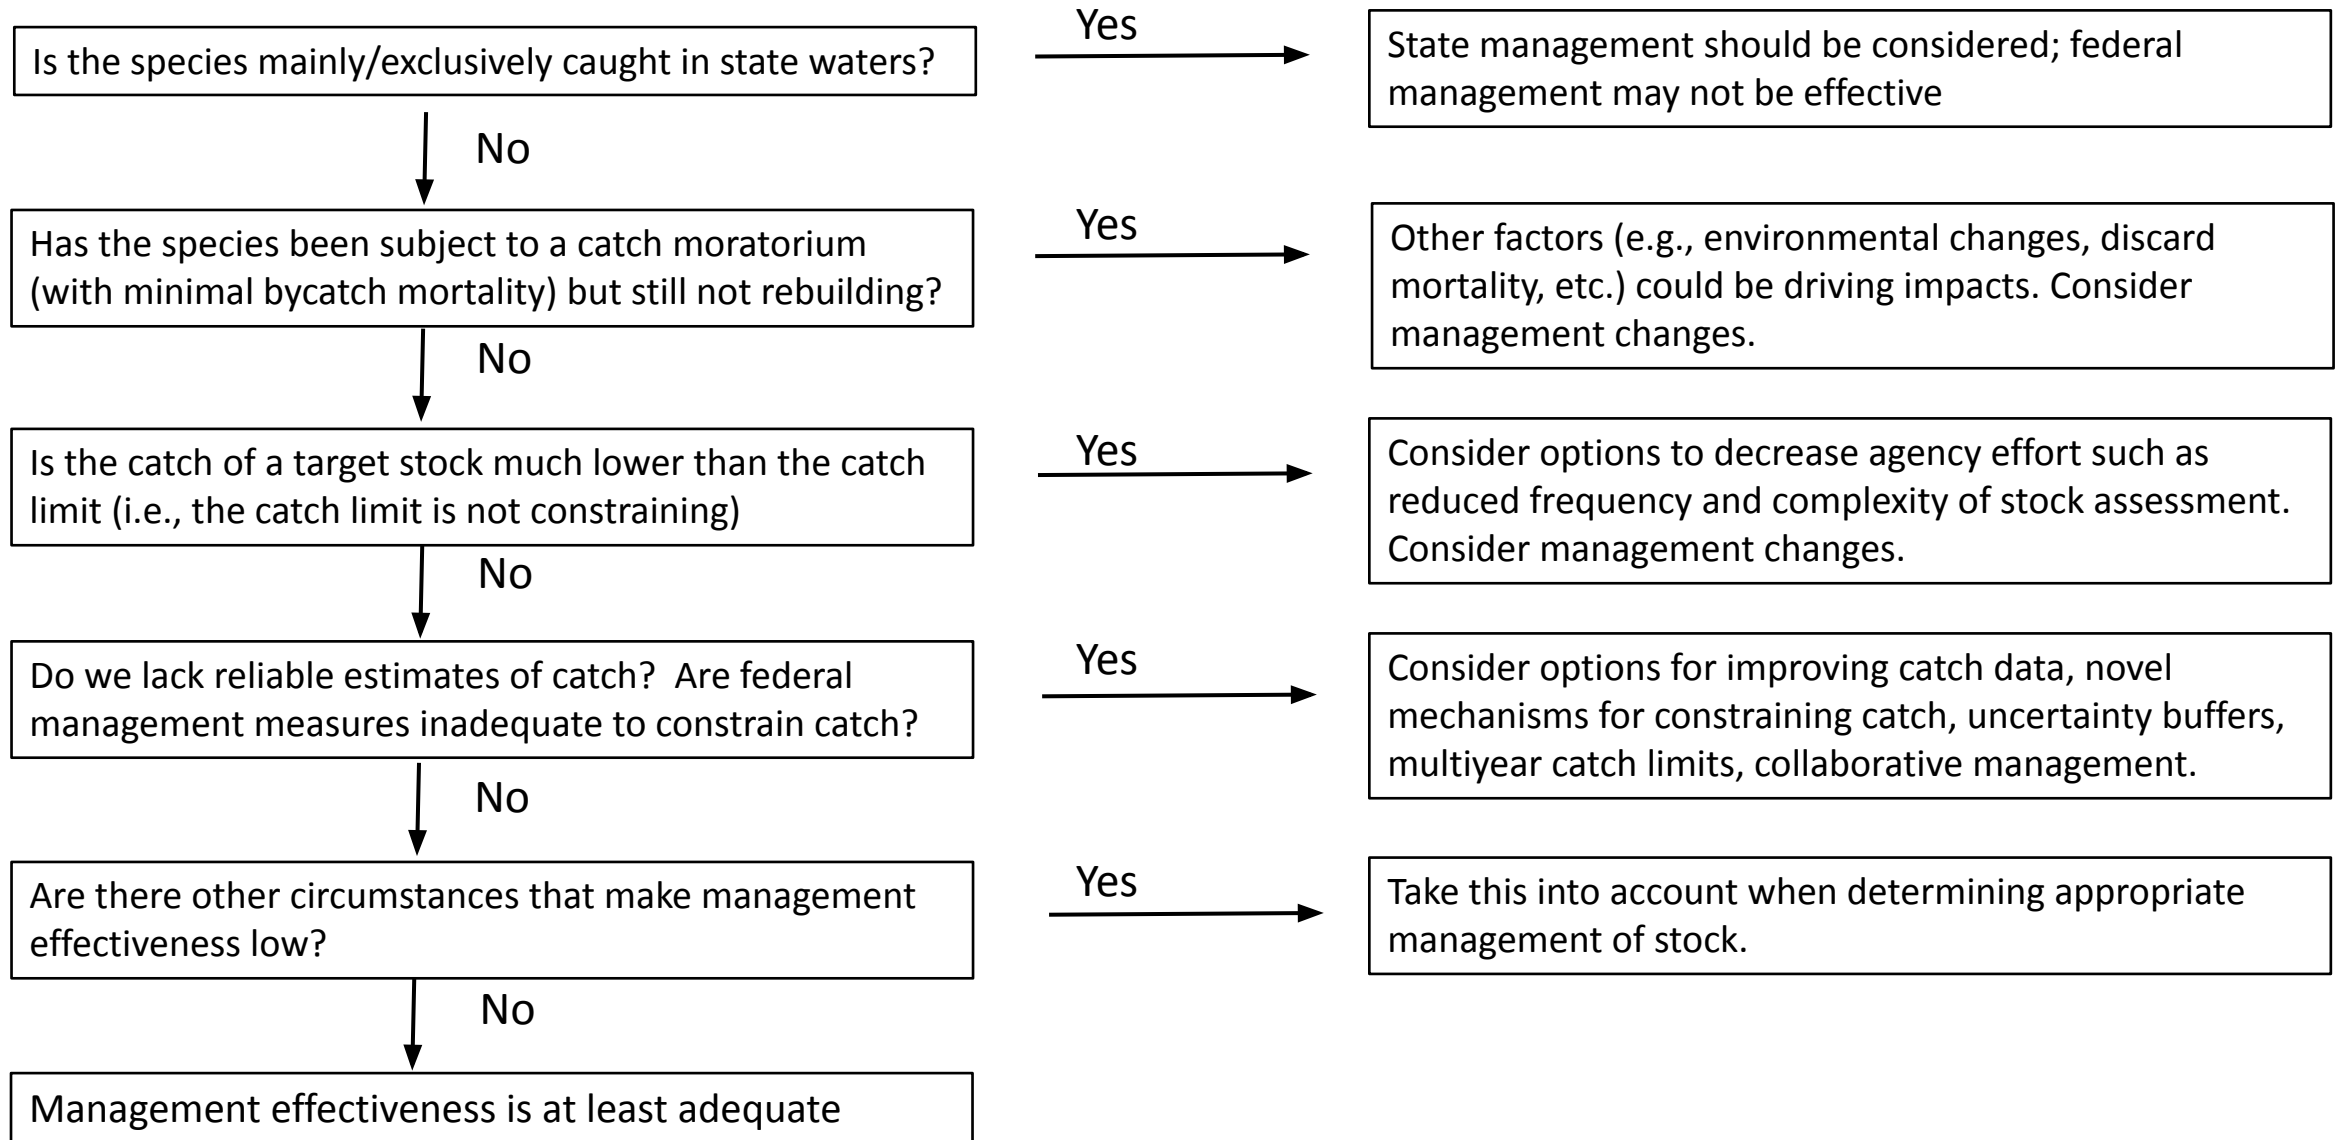 Is the species mainly/exclusively caught in state waters?
Yes
State management should be considered; federal
management may not be effective
No
Has the species been subject to a catch moratorium
(with minimal bycatch mortality) but still not rebuilding?
Yes
Other factors (e.g., environmental changes, discard
mortality, etc.) could be driving impacts. Consider
management changes.
No
Is the catch of a target stock much lower than the catch
limit (i.e., the catch limit is not constraining)
Yes
Consider options to decrease agency effort such as
reduced frequency and complexity of stock assessment.
Consider management changes.
No
Do we lack reliable estimates of catch?  Are federal
management measures inadequate to constrain catch?
Yes
Consider options for improving catch data, novel
mechanisms for constraining catch, uncertainty buffers,
multiyear catch limits, collaborative management.
No
Are there other circumstances that make management
effectiveness low?
Yes
Take this into account when determining appropriate
management of stock.
No
Management effectiveness is at least adequate